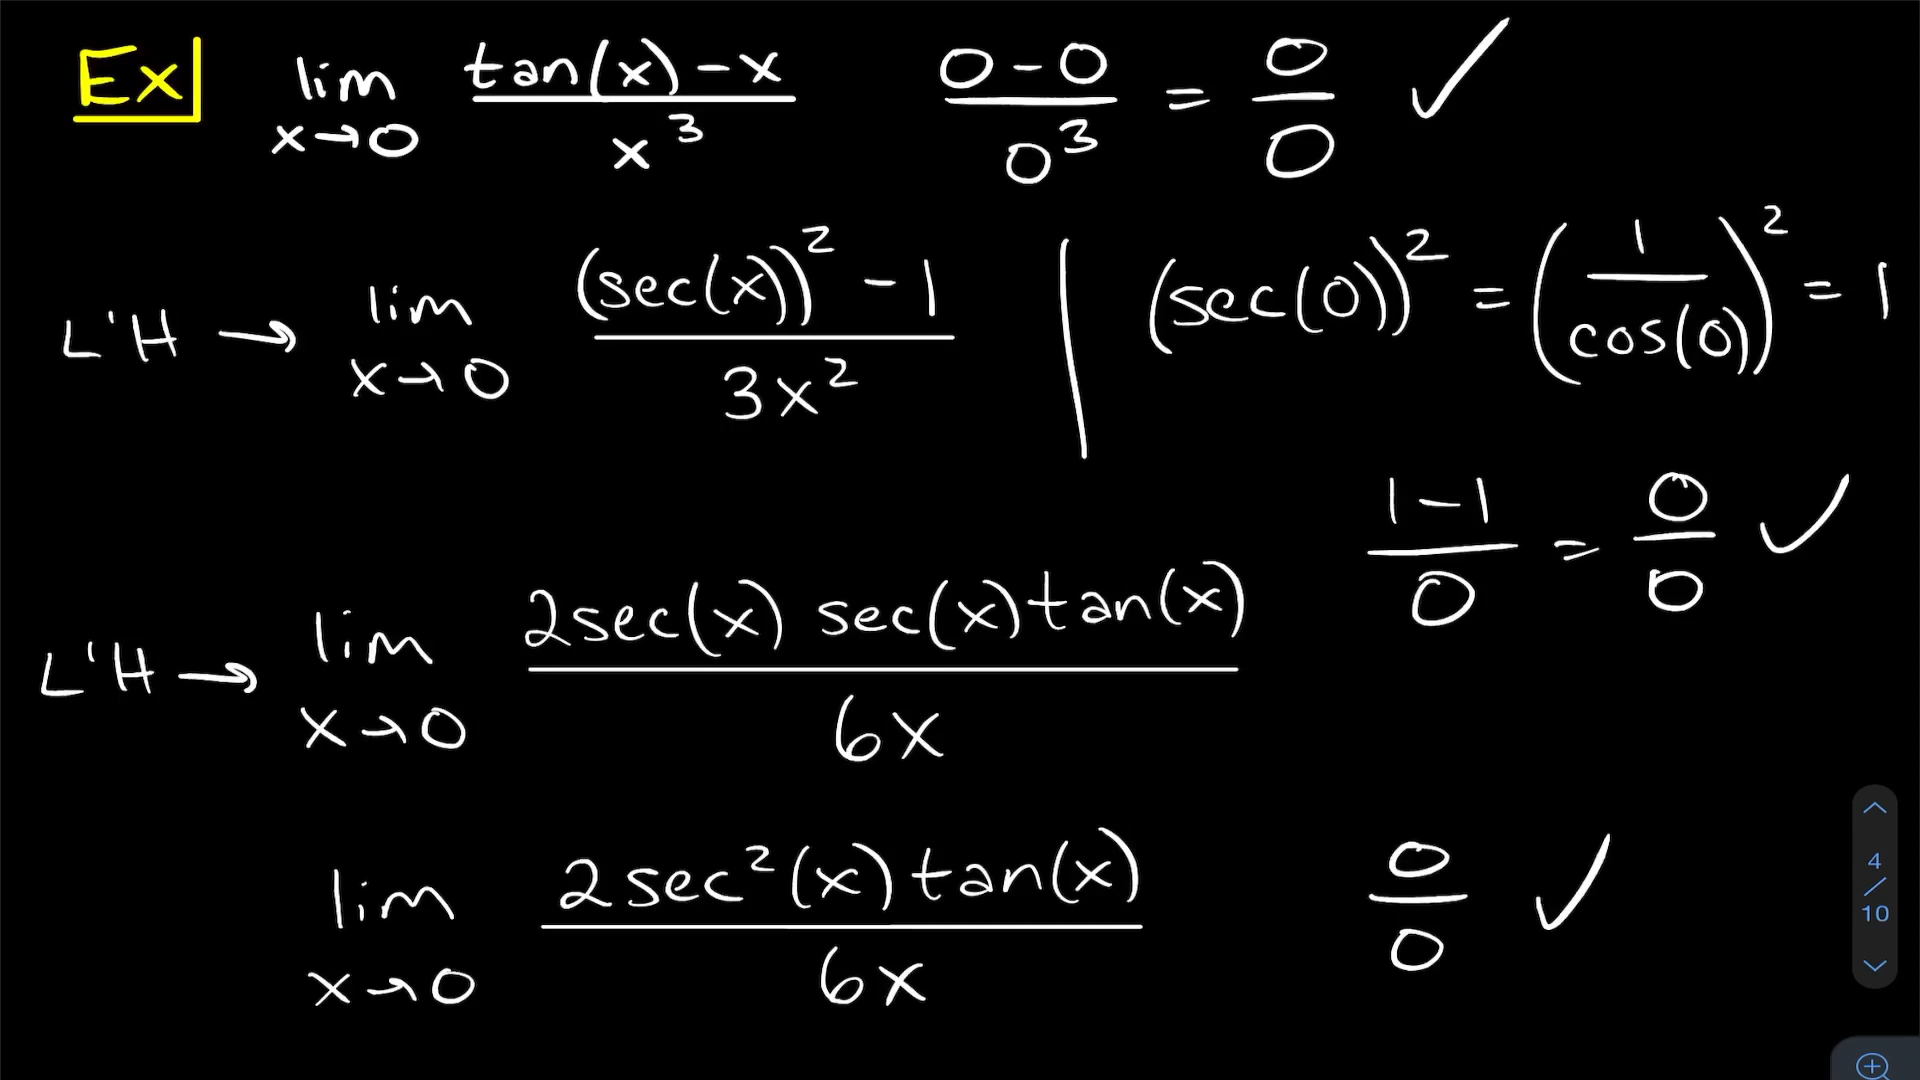 Ex lim x→0 (tan(x) - x)/x³ (0 - 0)/0³ = 0/0 ✓
L'H → lim x→0 ((sec(x))² - 1)/(3x²) | (sec(0))² = (1/cos(0))² = 1
(1 - 1)/0 = 0/0 ✓
L'H → lim x→0 (2sec(x) sec(x)tan(x))/(6x)
lim x→0 (2sec²(x)tan(x))/(6x) 0/0 ✓
4
/
10